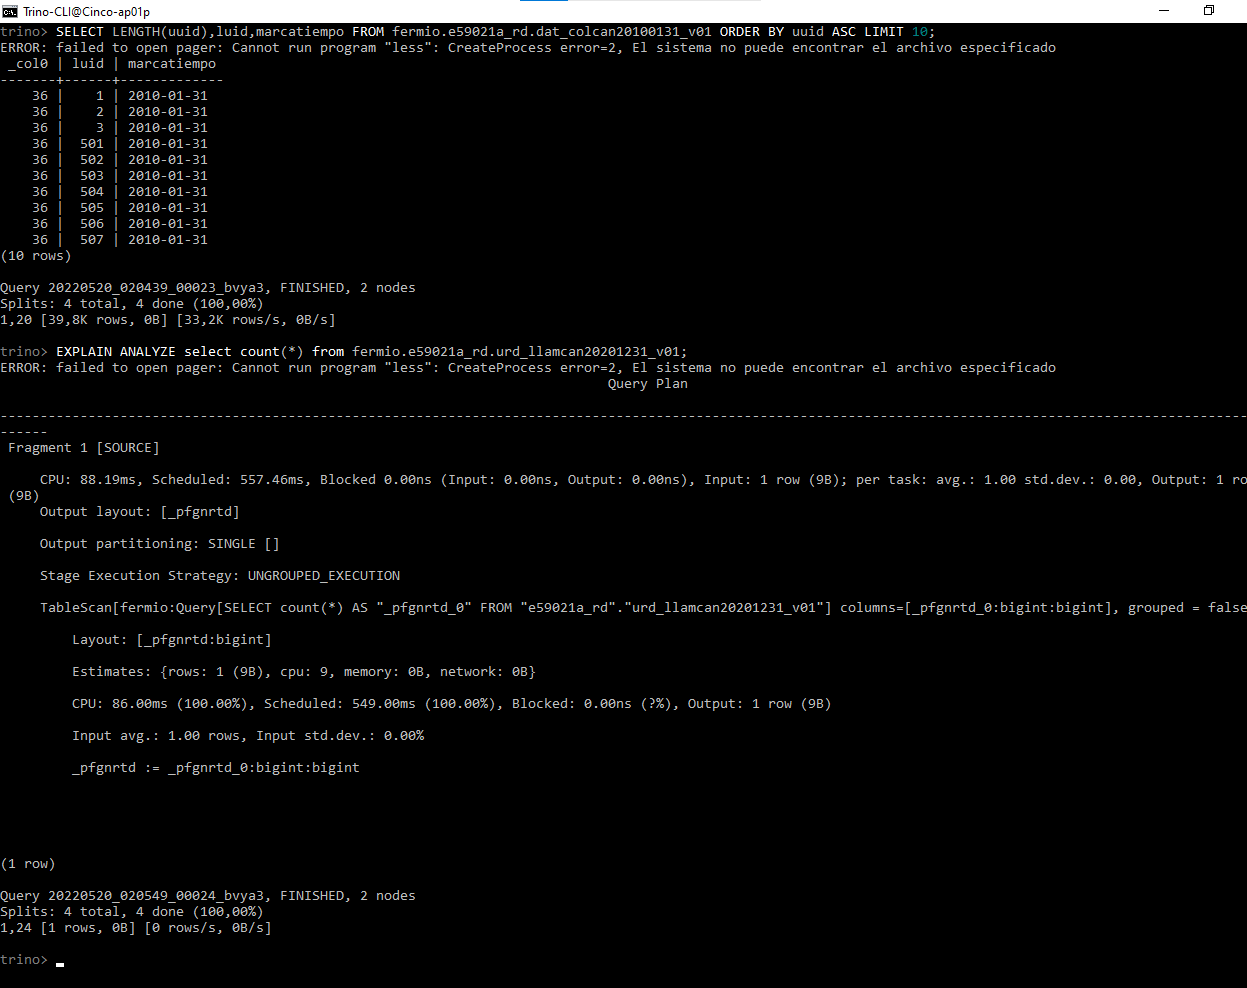 Trino-CLI@Cinco-ap01p
trino> SELECT LENGTH(uuid),luid,marcatiempo FROM fermio.e59021a_rd.dat_colcan20100131_v01 ORDER BY uuid ASC LIMIT 10;
ERROR: failed to open pager: Cannot run program "less": CreateProcess error=2, El sistema no puede encontrar el archivo especificado
 _col0 | luid | marcatiempo
-------+------+-------------
    36 |    1 | 2010-01-31
    36 |    2 | 2010-01-31
    36 |    3 | 2010-01-31
    36 |  501 | 2010-01-31
    36 |  502 | 2010-01-31
    36 |  503 | 2010-01-31
    36 |  504 | 2010-01-31
    36 |  505 | 2010-01-31
    36 |  506 | 2010-01-31
    36 |  507 | 2010-01-31
(10 rows)
Query 20220520_020439_00023_bvya3, FINISHED, 2 nodes
Splits: 4 total, 4 done (100,00%)
1,20 [39,8K rows, 0B] [33,2K rows/s, 0B/s]
trino> EXPLAIN ANALYZE select count(*) from fermio.e59021a_rd.urd_llamcan20201231_v01;
ERROR: failed to open pager: Cannot run program "less": CreateProcess error=2, El sistema no puede encontrar el archivo especificado
Query Plan
------------------------------------------------------------------------------------------------------------------------------------------------------------
------
 Fragment 1 [SOURCE]
     CPU: 88.19ms, Scheduled: 557.46ms, Blocked 0.00ns (Input: 0.00ns, Output: 0.00ns), Input: 1 row (9B); per task: avg.: 1.00 std.dev.: 0.00, Output: 1 ro
 (9B)
     Output layout: [_pfgnrtd]
     Output partitioning: SINGLE []
     Stage Execution Strategy: UNGROUPED_EXECUTION
     TableScan[fermio:Query[SELECT count(*) AS "_pfgnrtd_0" FROM "e59021a_rd"."urd_llamcan20201231_v01"] columns=[_pfgnrtd_0:bigint:bigint], grouped = false
         Layout: [_pfgnrtd:bigint]
         Estimates: {rows: 1 (9B), cpu: 9, memory: 0B, network: 0B}
         CPU: 86.00ms (100.00%), Scheduled: 549.00ms (100.00%), Blocked: 0.00ns (?%), Output: 1 row (9B)
         Input avg.: 1.00 rows, Input std.dev.: 0.00%
         _pfgnrtd := _pfgnrtd_0:bigint:bigint
(1 row)
Query 20220520_020549_00024_bvya3, FINISHED, 2 nodes
Splits: 4 total, 4 done (100,00%)
1,24 [1 rows, 0B] [0 rows/s, 0B/s]
trino>